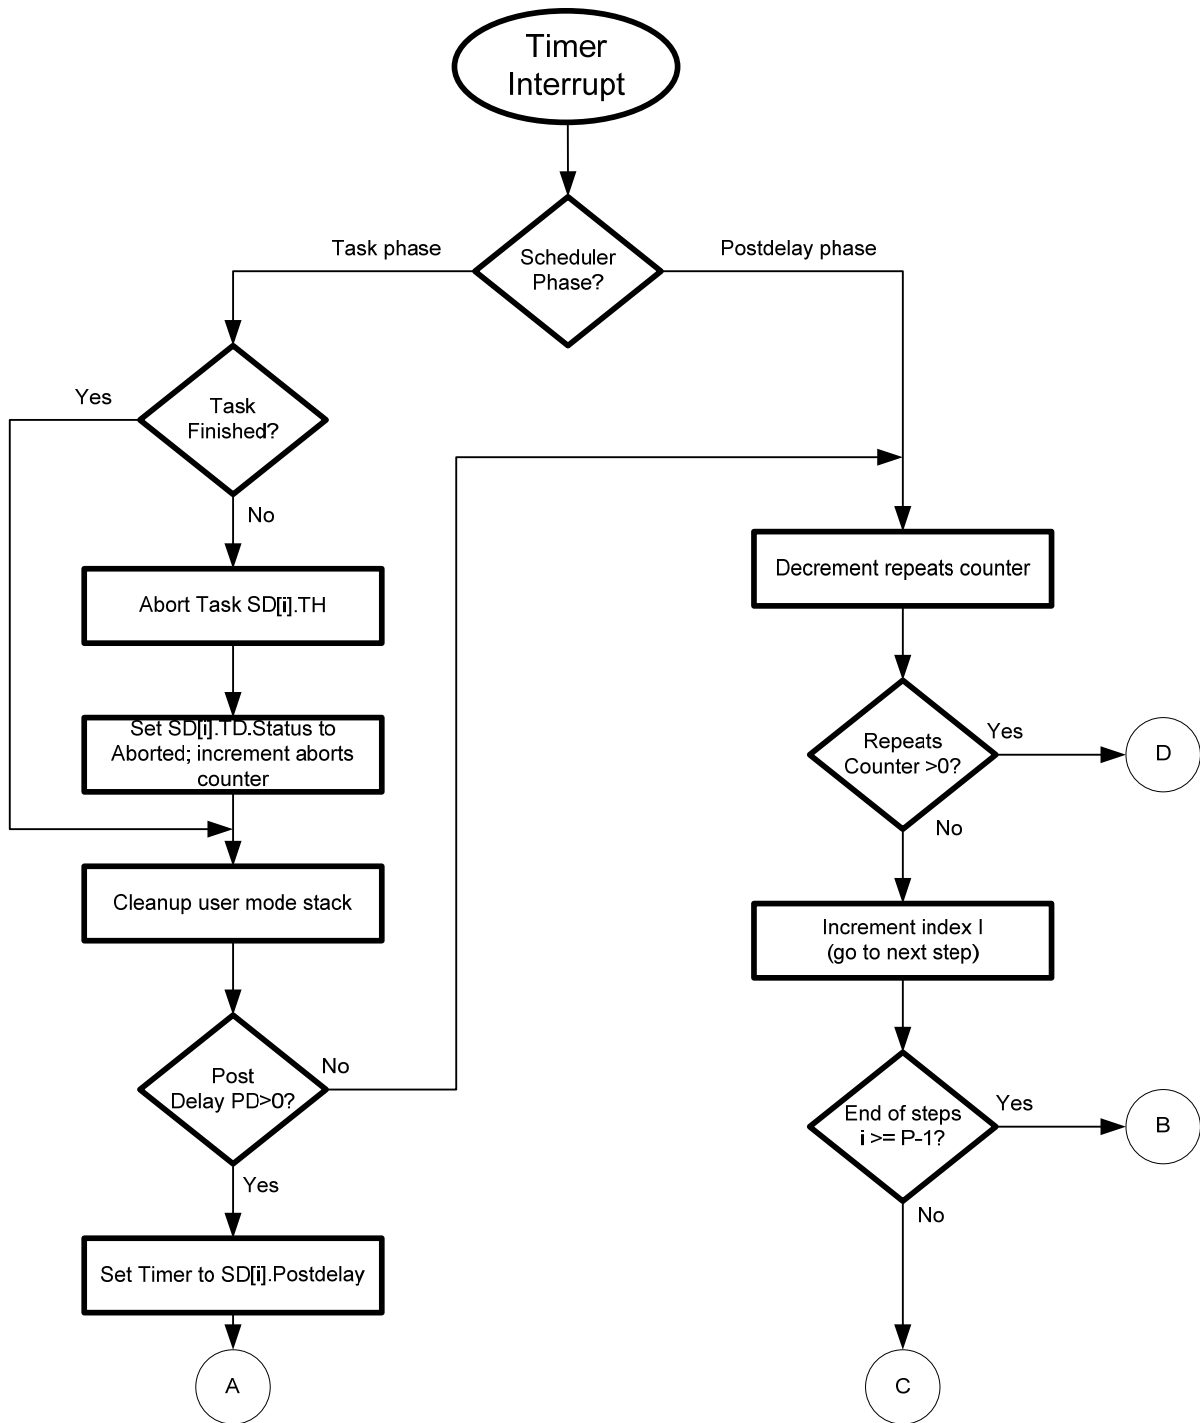 Timer
Interrupt
Task phase
Scheduler
Phase?
Postdelay phase
Yes
Task
Finished?
No
Abort Task SD[i].TH
Decrement repeats counter
Set SD[i].TD.Status to
Aborted; increment aborts
counter
Repeats
Counter >0?
Yes
D
No
Cleanup user mode stack
Increment index I
(go to next step)
Post
Delay PD>0?
No
Yes
End of steps
i >= P-1?
Yes
B
No
Set Timer to SD[i].Postdelay
A
C